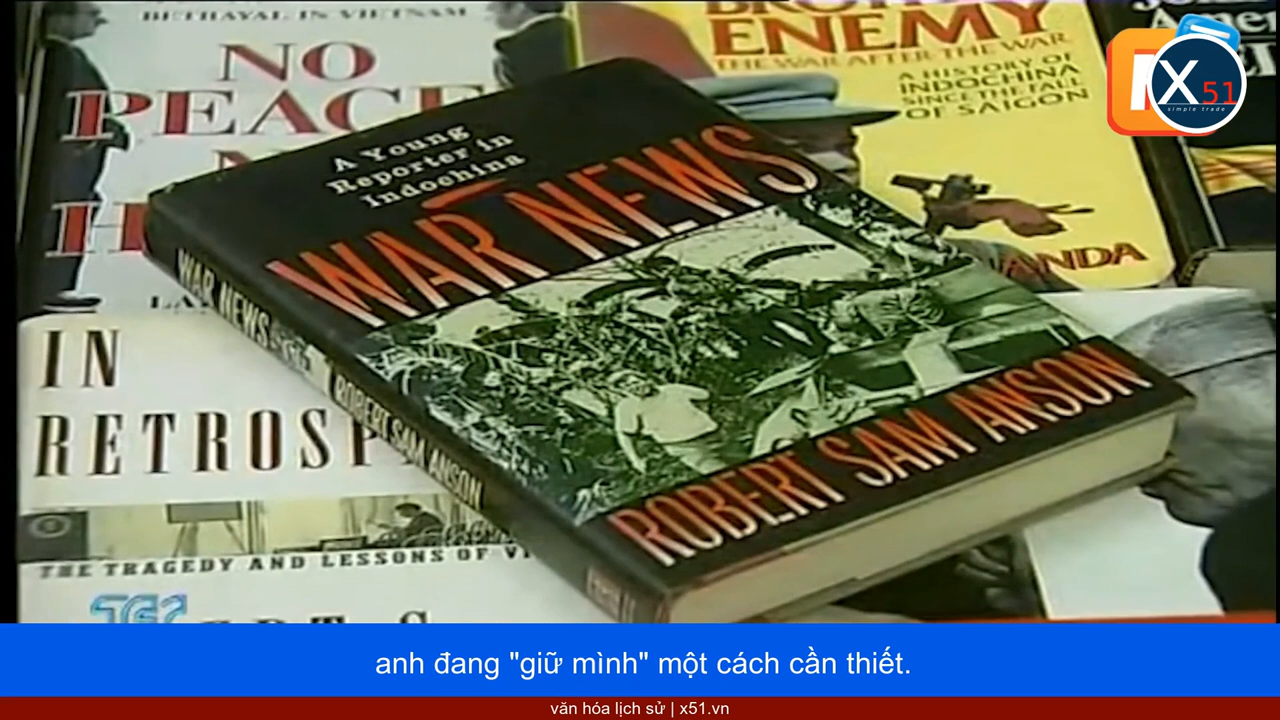 BETRAYAL IN VIETNAM
NO
PEACE
BROTHER
ENEMY
THE WAR AFTER THE WAR
A HISTORY OF
INDOCHINA
SINCE THE FALL
OF SAIGON
X51
simple trade
A Young
Reporter in
Indochina
WAR NEWS
ROBERT SAM ANSON
WAR NEWS
ROBERT SAM ANSON
IN
THE TRAGEDY AND LESSONS OF
anh đang "giữ mình" một cách cần thiết.
văn hóa lịch sử | x51.vn